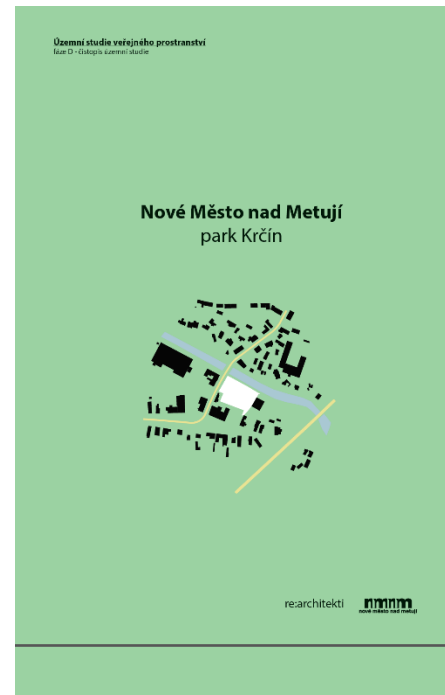 Územní studie veřejného prostranství
fáze D - čistopis územní studie
Nové Město nad Metují
park Krčín
re:architekti
nmnm
nové město nad metují